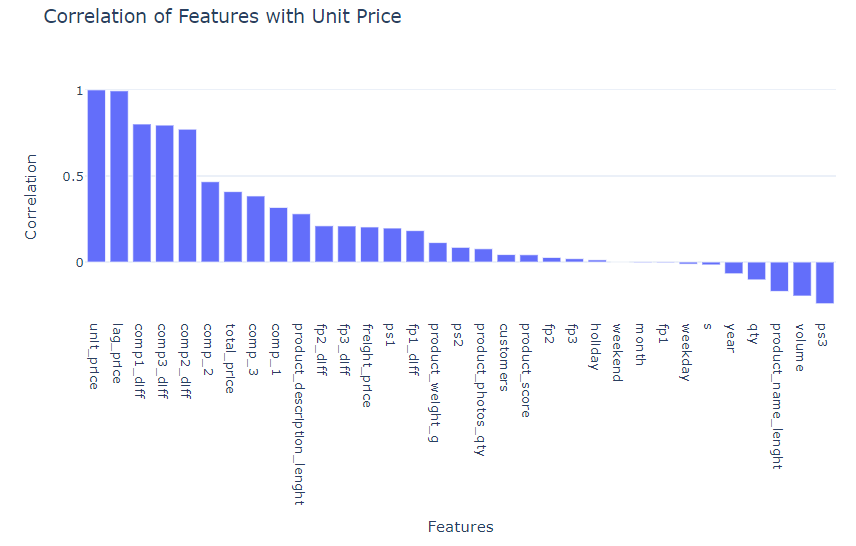 Correlation of Features with Unit Price
1
0.5
0
Correlation
unit_price
lag_price
comp1_diff
comp3_diff
comp2_diff
comp_2
total_price
comp_3
comp_1
product_description_lenght
fp2_diff
fp3_diff
freight_price
ps1
fp1_diff
product_weight_g
ps2
product_photos_qty
customers
product_score
fp2
fp3
holiday
weekend
month
fp1
weekday
s
year
qty
product_name_lenght
volume
ps3
Features